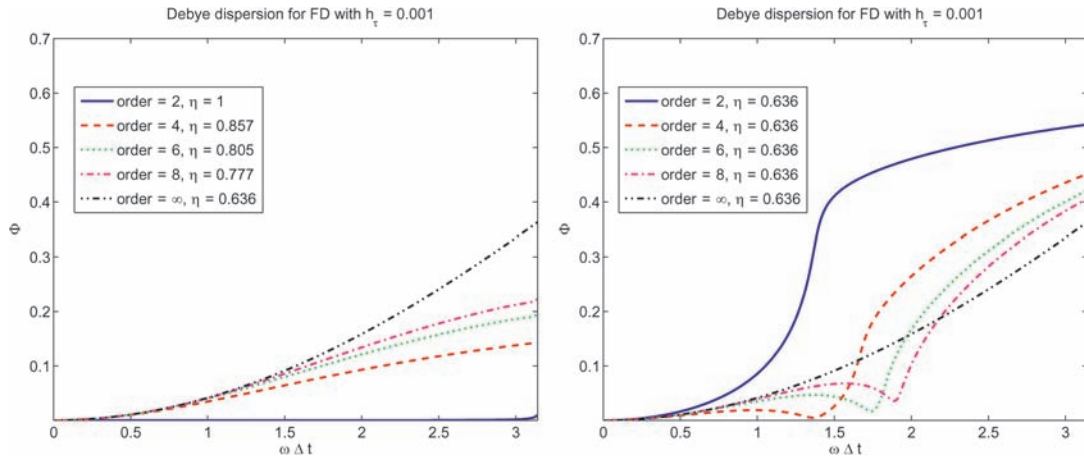 Debye dispersion for FD with h_τ = 0.001
0.7
0.6
0.5
0.4
0.3
0.2
0.1
Φ
order = 2, η = 1
order = 4, η = 0.857
order = 6, η = 0.805
order = 8, η = 0.777
order = ∞, η = 0.636
0 0.5 1 1.5 2 2.5 3
ω Δ t
Debye dispersion for FD with h_τ = 0.001
0.7
0.6
0.5
0.4
0.3
0.2
0.1
Φ
order = 2, η = 0.636
order = 4, η = 0.636
order = 6, η = 0.636
order = 8, η = 0.636
order = ∞, η = 0.636
0 0.5 1 1.5 2 2.5 3
ω Δ t